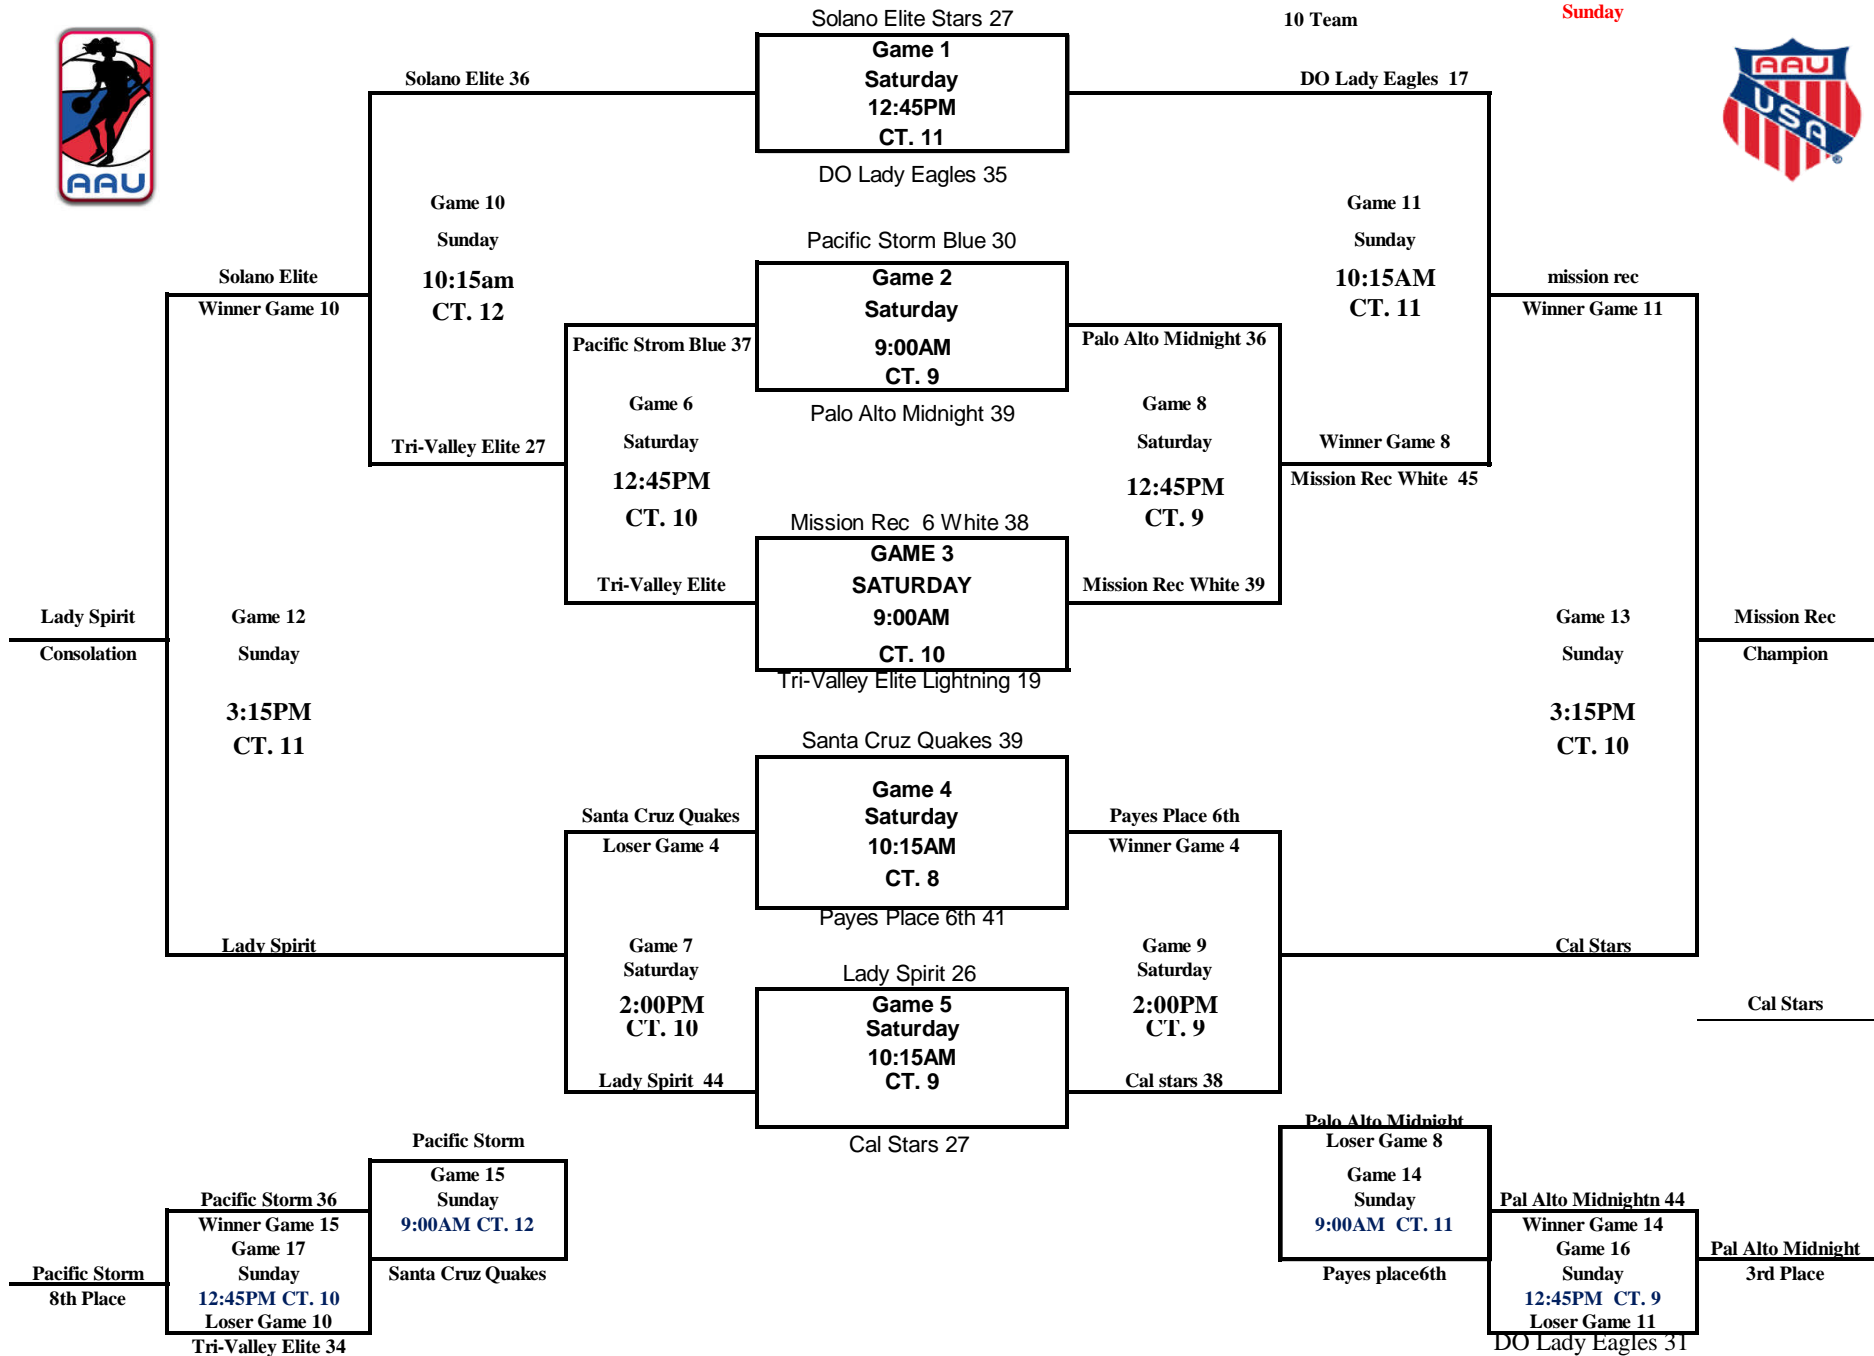 Solano Elite Stars 27
10 Team
Sunday
AAU
Game 1
Saturday
12:45PM
CT. 11
Solano Elite 36
DO Lady Eagles  17
AAU
USA
®
DO Lady Eagles 35
Game 10
Sunday
10:15am
CT. 12
Game 11
Sunday
10:15AM
CT. 11
Pacific Storm Blue 30
Game 2
Saturday
9:00AM
CT. 9
Palo Alto Midnight 39
Solano Elite
Winner Game 10
mission rec
Winner Game 11
Pacific Strom Blue 37
Palo Alto Midnight 36
Game 6
Saturday
12:45PM
CT. 10
Game 8
Saturday
12:45PM
CT. 9
Tri-Valley Elite 27
Winner Game 8
Mission Rec White  45
Mission Rec  6 White 38
GAME 3
SATURDAY
9:00AM
CT. 10
Tri-Valley Elite Lightning 19
Tri-Valley Elite
Mission Rec White 39
Lady Spirit
Consolation
Game 12
Sunday
3:15PM
CT. 11
Game 13
Sunday
3:15PM
CT. 10
Mission Rec
Champion
Santa Cruz Quakes 39
Game 4
Saturday
10:15AM
CT. 8
Payes Place 6th 41
Santa Cruz Quakes
Loser Game 4
Payes Place 6th
Winner Game 4
Lady Spirit
Game 7
Saturday
2:00PM
CT. 10
Game 9
Saturday
2:00PM
CT. 9
Cal Stars
Lady Spirit 26
Game 5
Saturday
10:15AM
CT. 9
Cal Stars 27
Cal Stars
Lady Spirit  44
Cal stars 38
Pacific Storm
Game 15
Sunday
9:00AM CT. 12
Santa Cruz Quakes
Palo Alto Midnight
Loser Game 8
Game 14
Sunday
9:00AM  CT. 11
Payes place6th
Pacific Storm 36
Winner Game 15
Game 17
Sunday
12:45PM CT. 10
Loser Game 10
Tri-Valley Elite 34
Pacific Storm
8th Place
Pal Alto Midnightn 44
Winner Game 14
Game 16
Sunday
12:45PM  CT. 9
Loser Game 11
DO Lady Eagles 31
Pal Alto Midnight
3rd Place